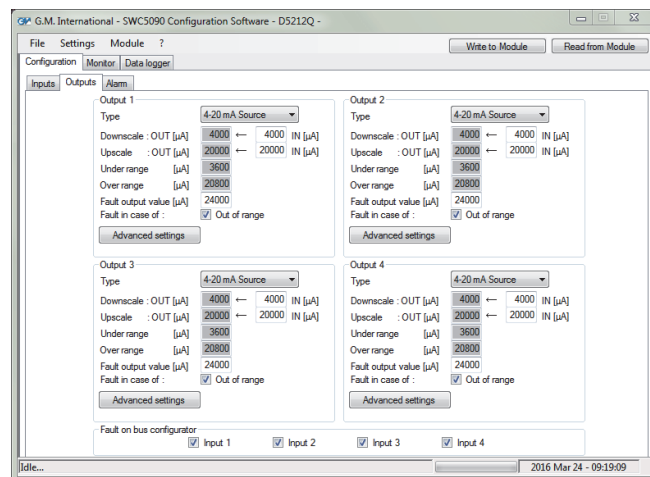 G.M. International - SWC5090 Configuration Software - D5212Q -
File Settings Module ? Write to Module Read from Module
Configuration Monitor Data logger
Inputs Outputs Alarm
Output 1
Type 4-20 mA Source
Downscale : OUT [µA] 4000 ← 4000 IN [µA]
Upscale : OUT [µA] 20000 ← 20000 IN [µA]
Under range [µA] 3600
Over range [µA] 20800
Fault output value [µA] 24000
Fault in case of : Out of range
Advanced settings
Output 2
Type 4-20 mA Source
Downscale : OUT [µA] 4000 ← 4000 IN [µA]
Upscale : OUT [µA] 20000 ← 20000 IN [µA]
Under range [µA] 3600
Over range [µA] 20800
Fault output value [µA] 24000
Fault in case of : Out of range
Advanced settings
Output 3
Type 4-20 mA Source
Downscale : OUT [µA] 4000 ← 4000 IN [µA]
Upscale : OUT [µA] 20000 ← 20000 IN [µA]
Under range [µA] 3600
Over range [µA] 20800
Fault output value [µA] 24000
Fault in case of : Out of range
Advanced settings
Output 4
Type 4-20 mA Source
Downscale : OUT [µA] 4000 ← 4000 IN [µA]
Upscale : OUT [µA] 20000 ← 20000 IN [µA]
Under range [µA] 3600
Over range [µA] 20800
Fault output value [µA] 24000
Fault in case of : Out of range
Advanced settings
Fault on bus configurator
Input 1 Input 2 Input 3 Input 4
Idle... 2016 Mar 24 - 09:19:09